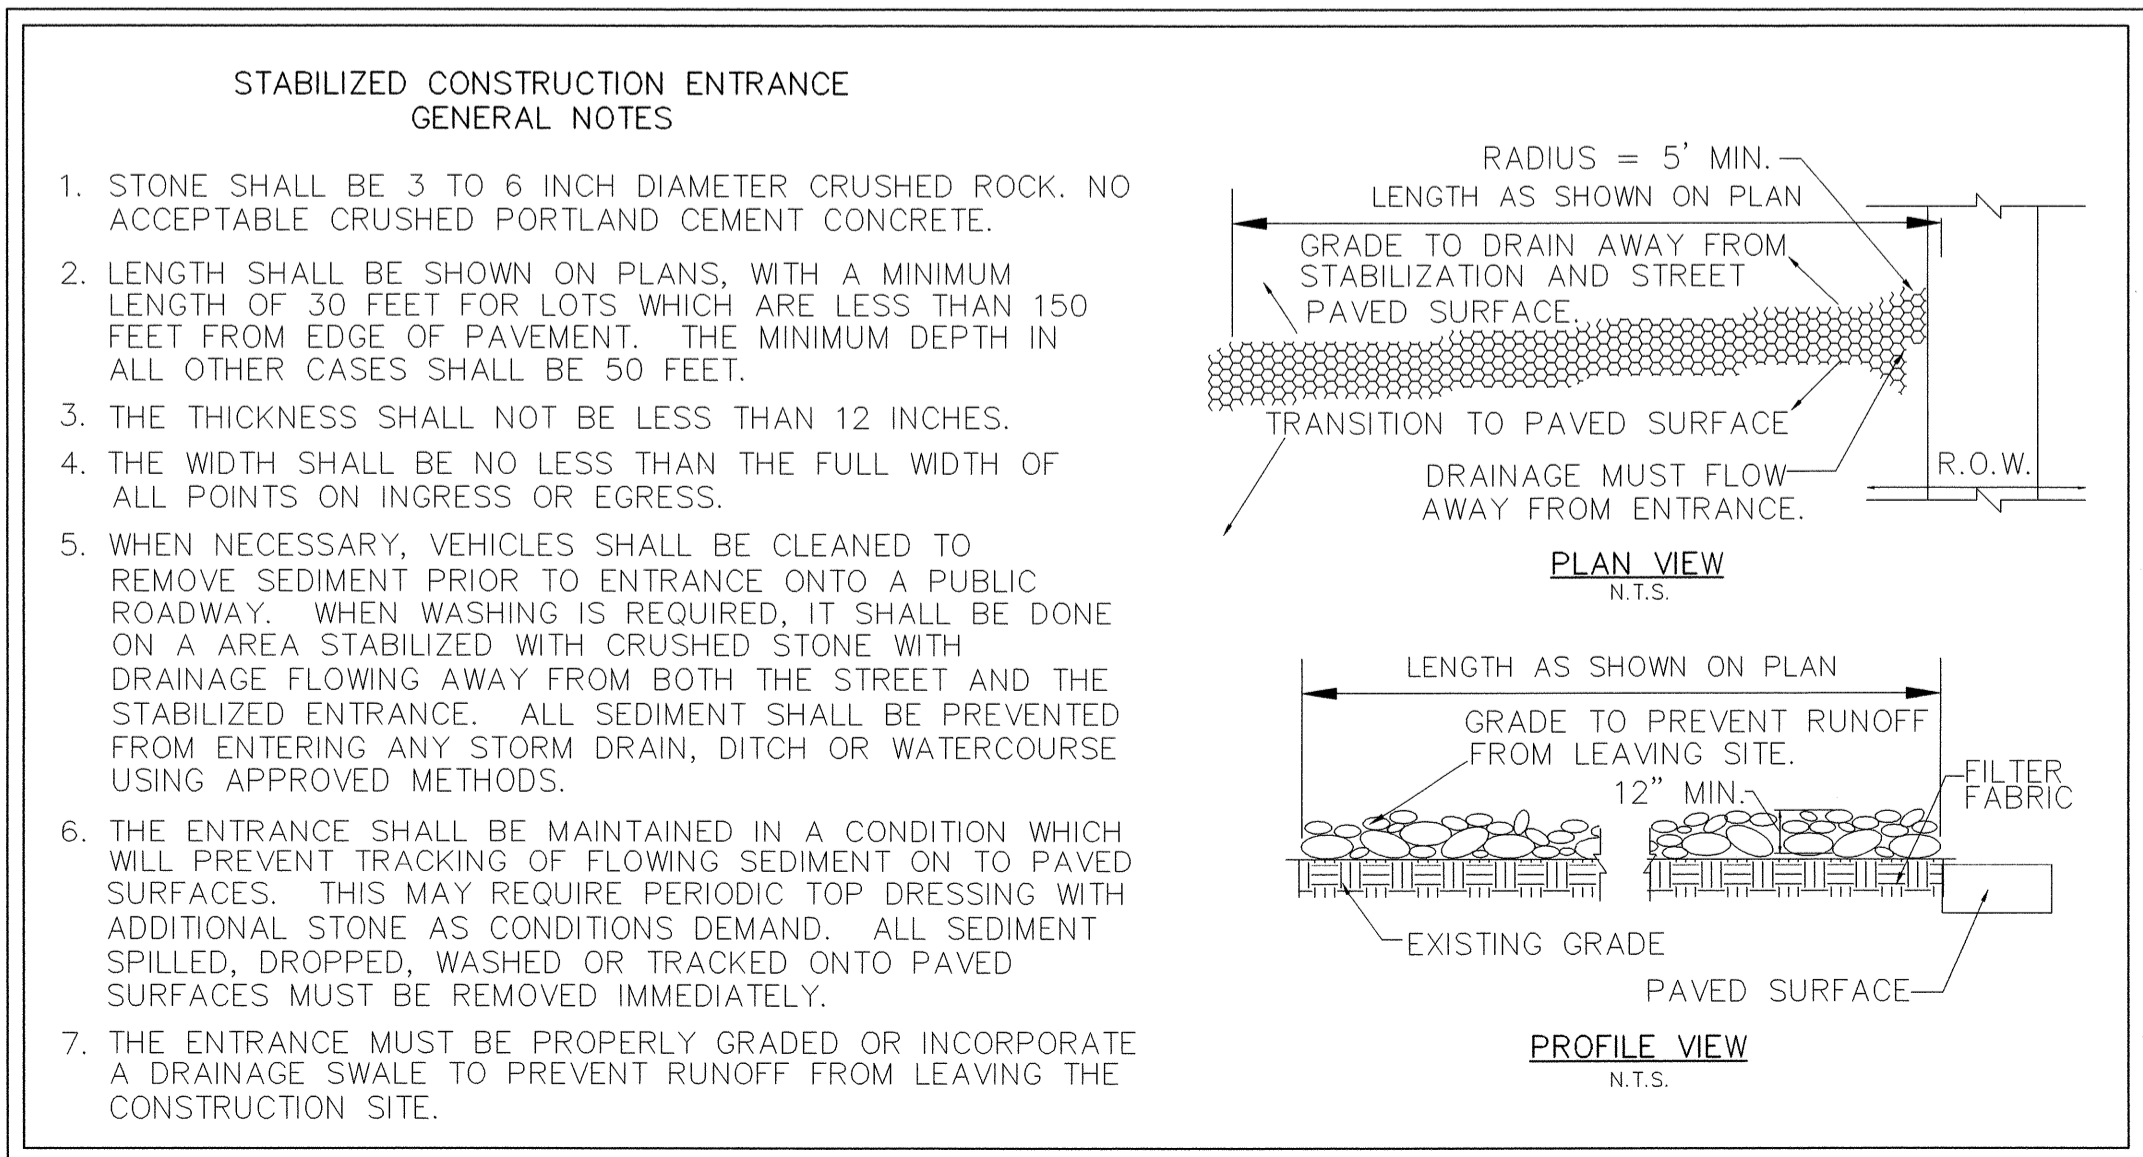 STABILIZED CONSTRUCTION ENTRANCE
GENERAL NOTES
1. STONE SHALL BE 3 TO 6 INCH DIAMETER CRUSHED ROCK. NO
ACCEPTABLE CRUSHED PORTLAND CEMENT CONCRETE.
2. LENGTH SHALL BE SHOWN ON PLANS, WITH A MINIMUM
LENGTH OF 30 FEET FOR LOTS WHICH ARE LESS THAN 150
FEET FROM EDGE OF PAVEMENT. THE MINIMUM DEPTH IN
ALL OTHER CASES SHALL BE 50 FEET.
3. THE THICKNESS SHALL NOT BE LESS THAN 12 INCHES.
4. THE WIDTH SHALL BE NO LESS THAN THE FULL WIDTH OF
ALL POINTS ON INGRESS OR EGRESS.
5. WHEN NECESSARY, VEHICLES SHALL BE CLEANED TO
REMOVE SEDIMENT PRIOR TO ENTRANCE ONTO A PUBLIC
ROADWAY. WHEN WASHING IS REQUIRED, IT SHALL BE DONE
ON A AREA STABILIZED WITH CRUSHED STONE WITH
DRAINAGE FLOWING AWAY FROM BOTH THE STREET AND THE
STABILIZED ENTRANCE. ALL SEDIMENT SHALL BE PREVENTED
FROM ENTERING ANY STORM DRAIN, DITCH OR WATERCOURSE
USING APPROVED METHODS.
6. THE ENTRANCE SHALL BE MAINTAINED IN A CONDITION WHICH
WILL PREVENT TRACKING OF FLOWING SEDIMENT ON TO PAVED
SURFACES. THIS MAY REQUIRE PERIODIC TOP DRESSING WITH
ADDITIONAL STONE AS CONDITIONS DEMAND. ALL SEDIMENT
SPILLED, DROPPED, WASHED OR TRACKED ONTO PAVED
SURFACES MUST BE REMOVED IMMEDIATELY.
7. THE ENTRANCE MUST BE PROPERLY GRADED OR INCORPORATE
A DRAINAGE SWALE TO PREVENT RUNOFF FROM LEAVING THE
CONSTRUCTION SITE.
RADIUS = 5' MIN.
LENGTH AS SHOWN ON PLAN
GRADE TO DRAIN AWAY FROM
STABILIZATION AND STREET
PAVED SURFACE.
TRANSITION TO PAVED SURFACE
R.O.W.
DRAINAGE MUST FLOW
AWAY FROM ENTRANCE.
PLAN VIEW
N.T.S.
LENGTH AS SHOWN ON PLAN
GRADE TO PREVENT RUNOFF
FROM LEAVING SITE.
12" MIN.
FILTER
FABRIC
EXISTING GRADE
PAVED SURFACE
PROFILE VIEW
N.T.S.